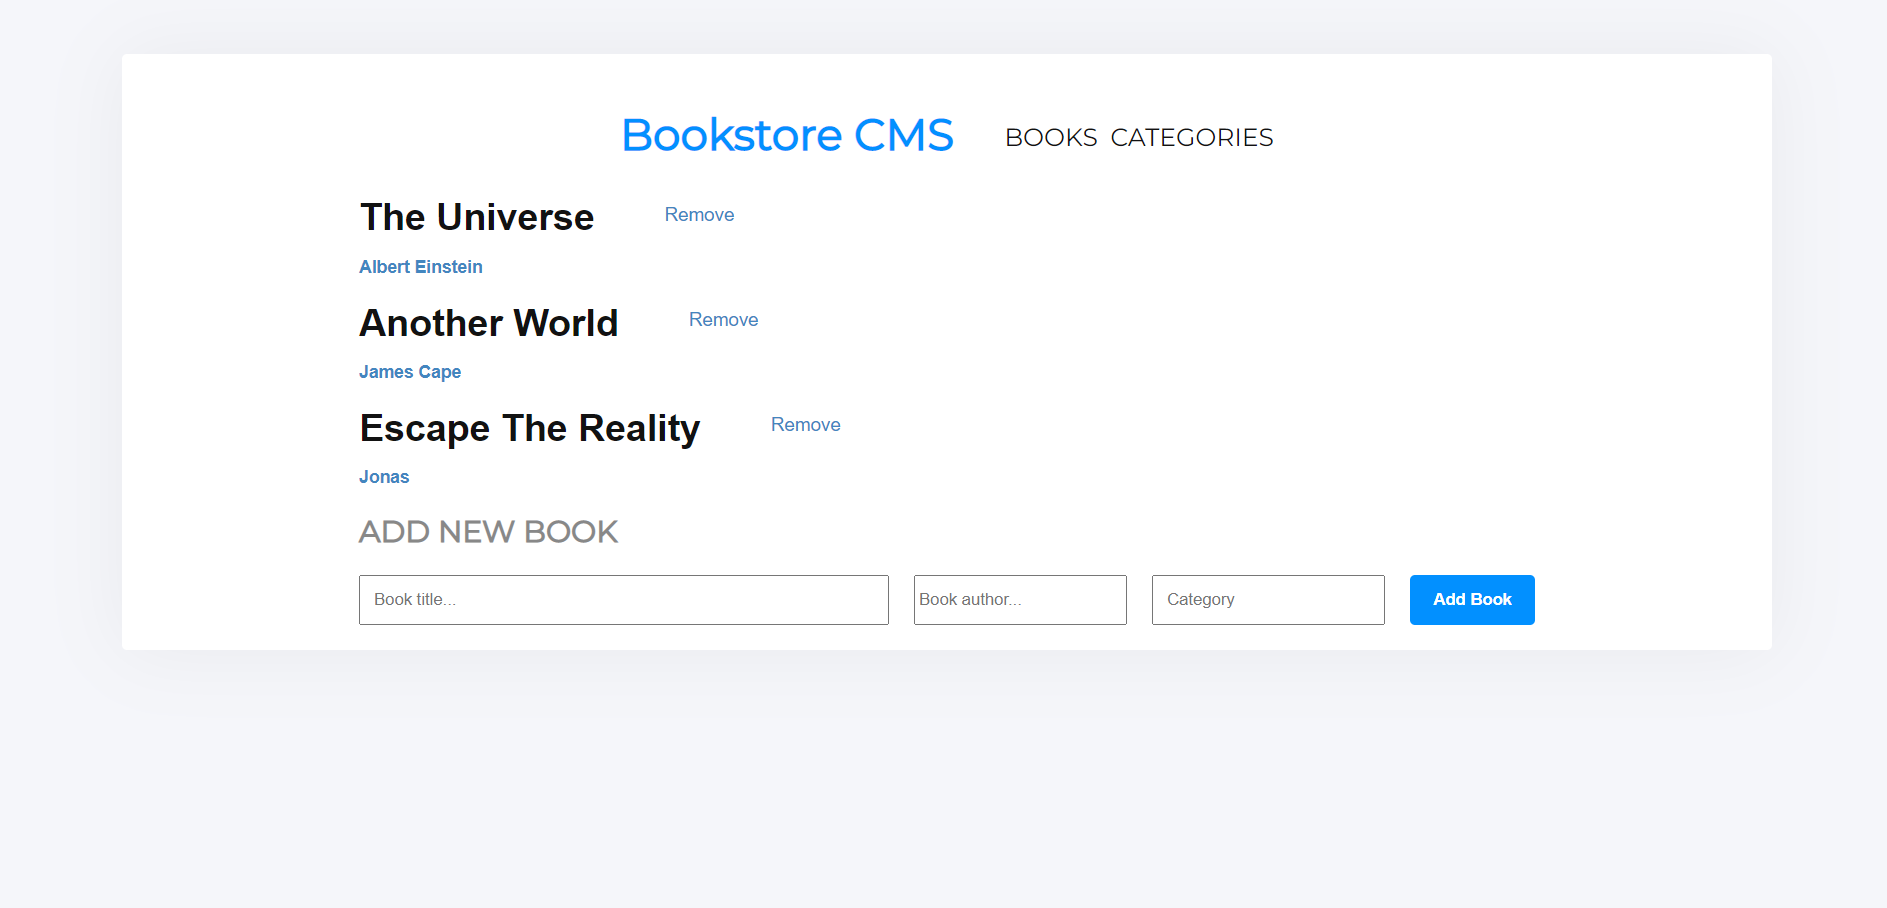 Bookstore CMS BOOKS CATEGORIES
The Universe Remove
Albert Einstein
Another World Remove
James Cape
Escape The Reality Remove
Jonas
ADD NEW BOOK
Book title... Book author... Category Add Book